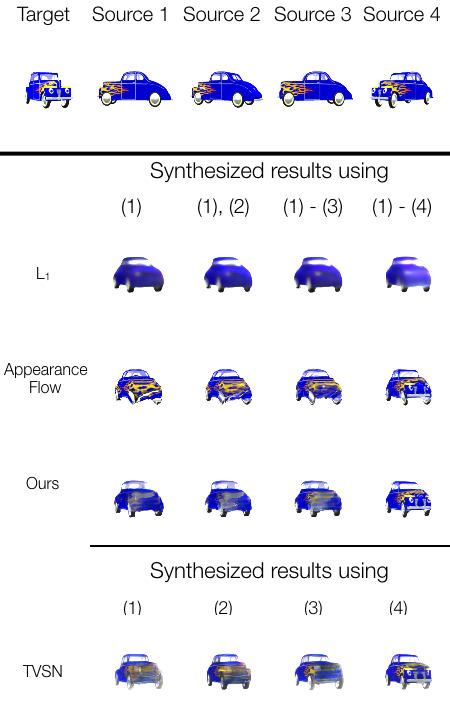 Target Source 1 Source 2 Source 3 Source 4
Synthesized results using
(1) (1), (2) (1) - (3) (1) - (4)
L₁
Appearance
Flow
Ours
Synthesized results using
(1) (2) (3) (4)
TVSN